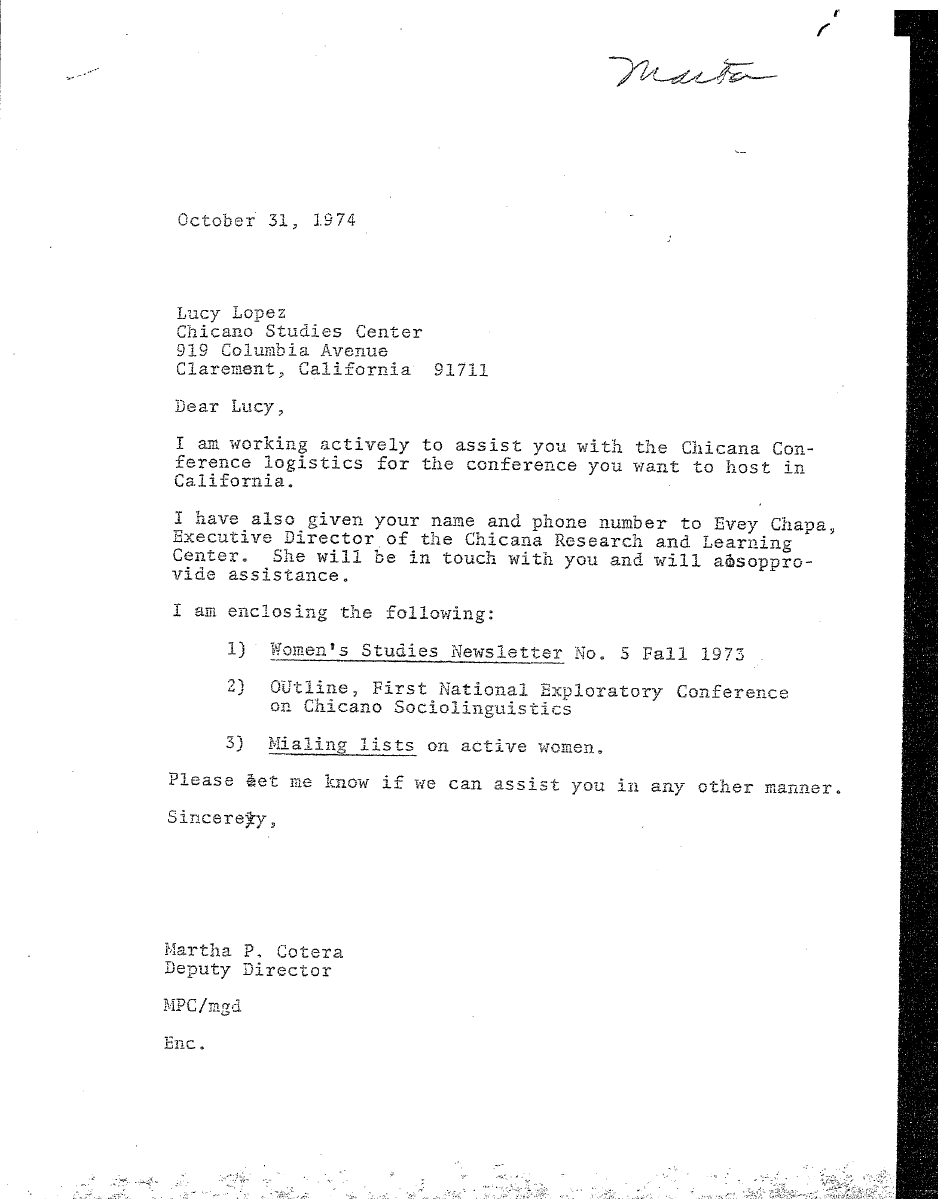 Marta
October 31, 1974
Lucy Lopez
Chicano Studies Center
919 Columbia Avenue
Clarement, California 91711
Dear Lucy,
I am working actively to assist you with the Chicana Con-
ference logistics for the conference you want to host in
California.
I have also given your name and phone number to Evey Chapa,
Executive Director of the Chicana Research and Learning
Center. She will be in touch with you and will absoppro-
vide assistance.
I am enclosing the following:
1) Women's Studies Newsletter No. 5 Fall 1973
2) OUtline, First National Exploratory Conference
on Chicano Sociolinguistics
3) Mialing lists on active women.
Please let me know if we can assist you in any other manner.
Sincerely,
Martha P. Cotera
Deputy Director
MPC/mgd
Enc.